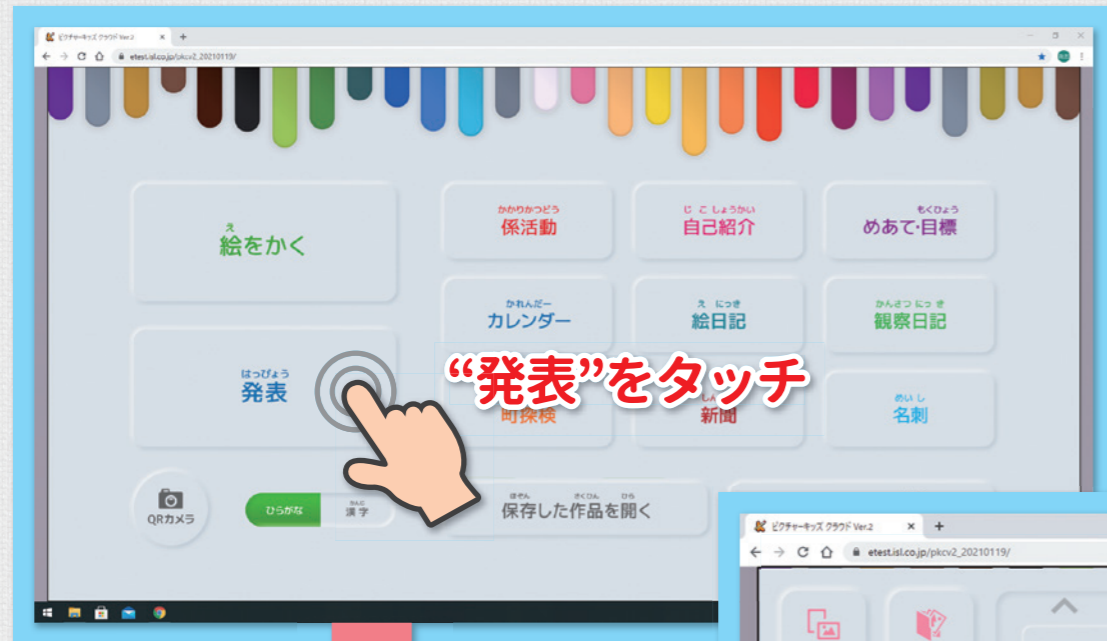 ピクチャーキッズ クラウド Ver.2
etest.isl.co.jp/pkcv2_20210119/
え
絵をかく
かかりかつどう
係活動
じこしょうかい
自己紹介
もくひょう
めあて・目標
かれんだー
カレンダー
えにっき
絵日記
かんさつにっき
観察日記
はっぴょう
発表
“発表”をタッチ
町探検
新聞
めいし
名刺
QRカメラ
ひらがな
かんじ
漢字
ほぞん さくひん ひら
保存した作品を開く
ピクチャーキッズ クラウド Ver.2
etest.isl.co.jp/pkcv2_20210119/